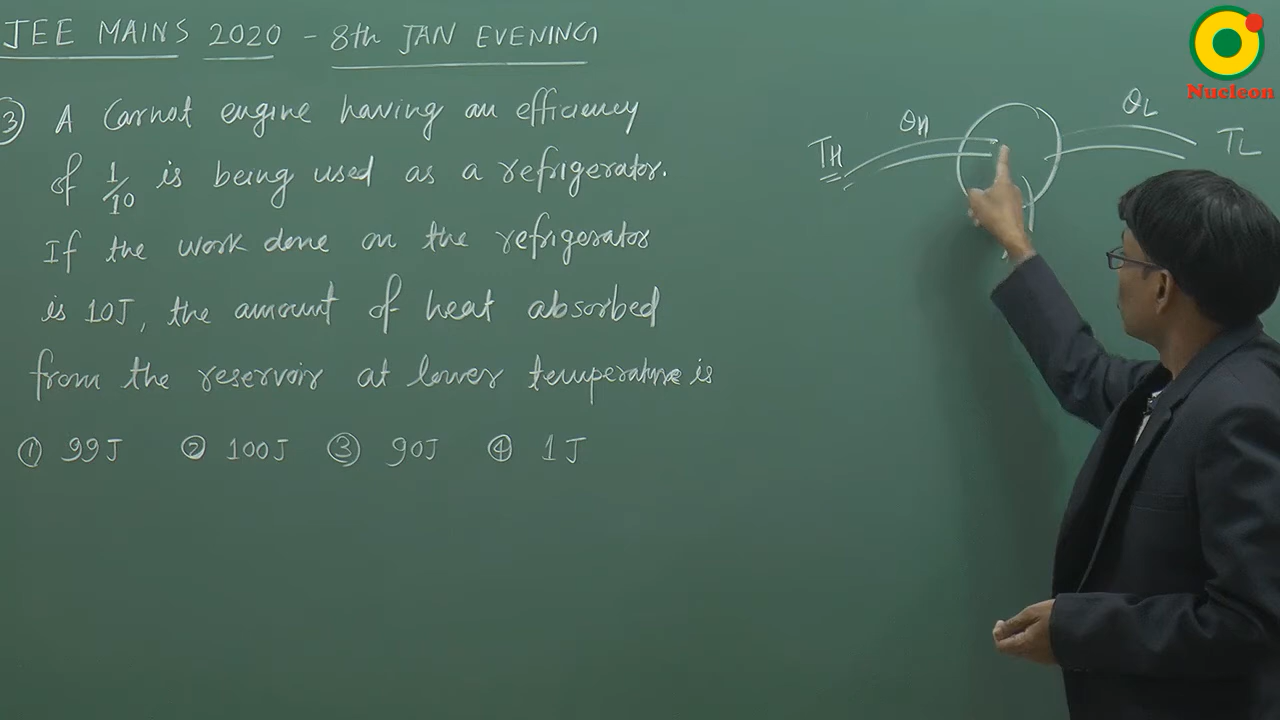 JEE MAINS 2020 - 8th JAN EVENING
3 A Carnot engine having an efficiency
of 1/10 is being used as a refrigerator.
If the work done on the refrigerator
is 10J, the amount of heat absorbed
from the reservoir at lower temperature is
① 99J ② 100J ③ 90J ④ 1J
TH QH QL TL
Nucleon